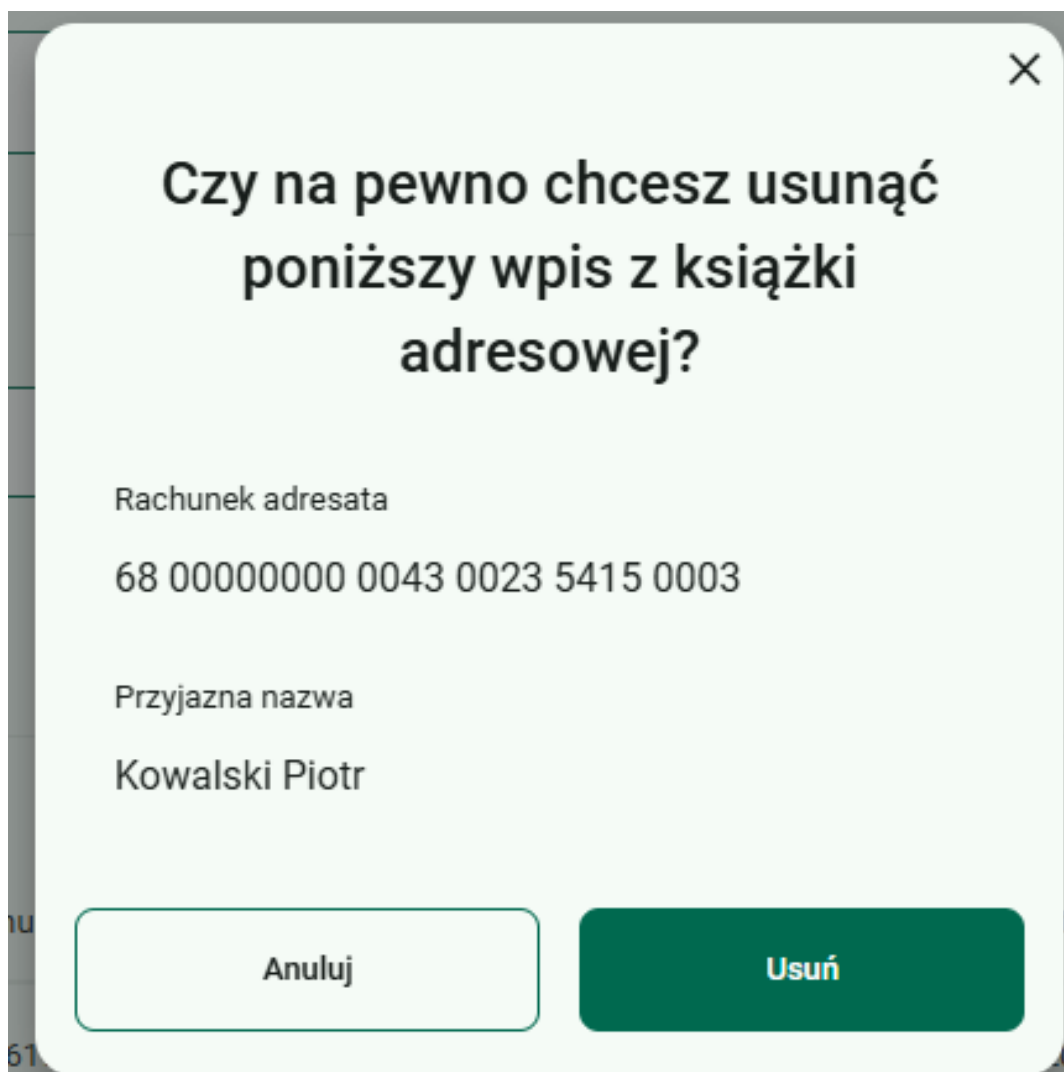 Czy na pewno chcesz usunąć
poniższy wpis z książki
adresowej?
Rachunek adresata
68 00000000 0043 0023 5415 0003
Przyjazna nazwa
Kowalski Piotr
Anuluj
Usuń